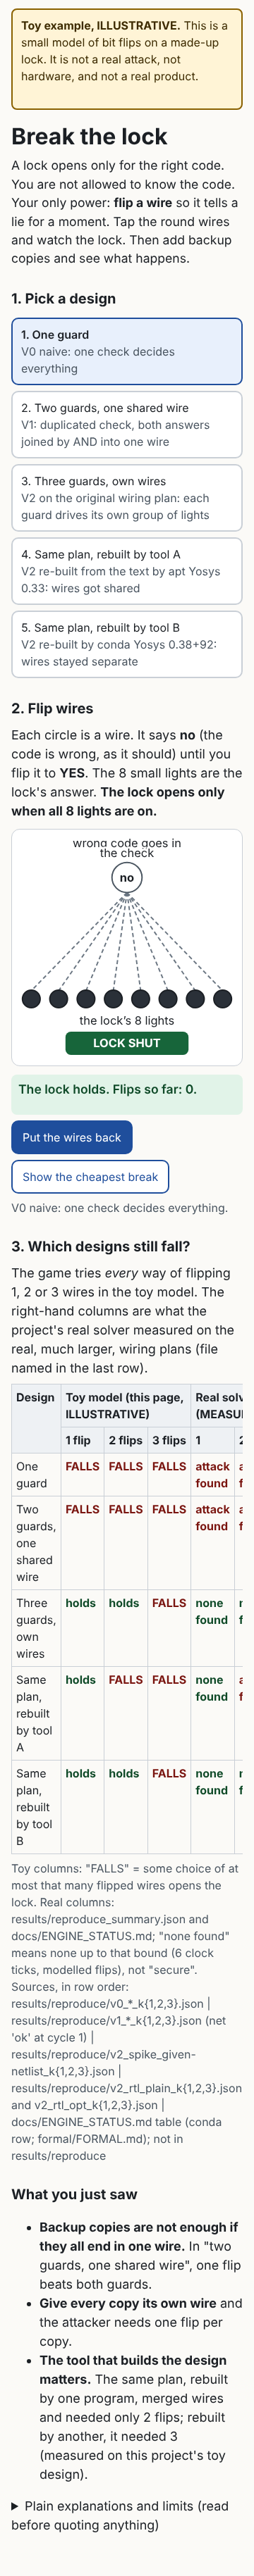 Toy example, ILLUSTRATIVE. This is a
small model of bit flips on a made-up
lock. It is not a real attack, not
hardware, and not a real product.
Break the lock
A lock opens only for the right code.
You are not allowed to know the code.
Your only power: flip a wire so it tells a
lie for a moment. Tap the round wires
and watch the lock. Then add backup
copies and see what happens.
1. Pick a design
1. One guard
V0 naive: one check decides
everything
2. Two guards, one shared wire
V1: duplicated check, both answers
joined by AND into one wire
3. Three guards, own wires
V2 on the original wiring plan: each
guard drives its own group of lights
4. Same plan, rebuilt by tool A
V2 re-built from the text by apt Yosys
0.33: wires got shared
5. Same plan, rebuilt by tool B
V2 re-built by conda Yosys 0.38+92:
wires stayed separate
2. Flip wires
Each circle is a wire. It says no (the
code is wrong, as it should) until you
flip it to YES. The 8 small lights are the
lock's answer. The lock opens only
when all 8 lights are on.
wrong code goes in
the check
no
the lock's 8 lights
LOCK SHUT
The lock holds. Flips so far: 0.
Put the wires back
Show the cheapest break
V0 naive: one check decides everything.
3. Which designs still fall?
The game tries every way of flipping
1, 2 or 3 wires in the toy model. The
right-hand columns are what the
project's real solver measured on the
real, much larger, wiring plans (file
named in the last row).
Design Toy model (this page, ILLUSTRATIVE) Real solv (MEASU
1 flip 2 flips 3 flips 1 2
One guard FALLS FALLS FALLS attack found a f
Two guards, one shared wire FALLS FALLS FALLS attack found a f
Three guards, own wires holds holds FALLS none found n f
Same plan, rebuilt by tool A holds FALLS FALLS none found a f
Same plan, rebuilt by tool B holds holds FALLS none found n f
Toy columns: "FALLS" = some choice of at
most that many flipped wires opens the
lock. Real columns:
results/reproduce_summary.json and
docs/ENGINE_STATUS.md; "none found"
means none up to that bound (6 clock
ticks, modelled flips), not "secure".
Sources, in row order:
results/reproduce/v0_*_k{1,2,3}.json |
results/reproduce/v1_*_k{1,2,3}.json (net
'ok' at cycle 1) |
results/reproduce/v2_spike_given-
netlist_k{1,2,3}.json |
results/reproduce/v2_rtl_plain_k{1,2,3}.json
and v2_rtl_opt_k{1,2,3}.json |
docs/ENGINE_STATUS.md table (conda
row; formal/FORMAL.md); not in
results/reproduce
What you just saw
• Backup copies are not enough if
they all end in one wire. In "two
guards, one shared wire", one flip
beats both guards.
• Give every copy its own wire and
the attacker needs one flip per
copy.
• The tool that builds the design
matters. The same plan, rebuilt
by one program, merged wires
and needed only 2 flips; rebuilt
by another, it needed 3
(measured on this project's toy
design).
▶ Plain explanations and limits (read
before quoting anything)